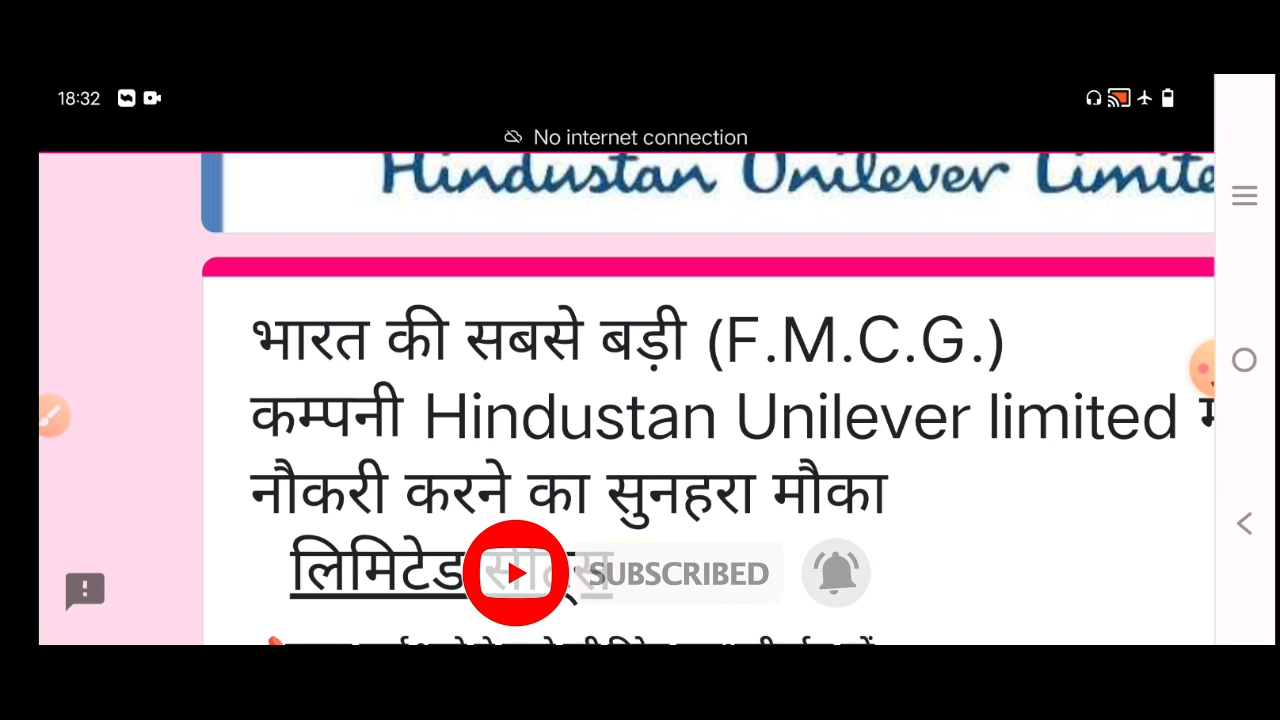 18:32
No internet connection
Hindustan Unilever Limite
भारत की सबसे बड़ी (F.M.C.G.)
कम्पनी Hindustan Unilever limited
नौकरी करने का सुनहरा मौका
लिमिटेड सीट्स
SUBSCRIBED